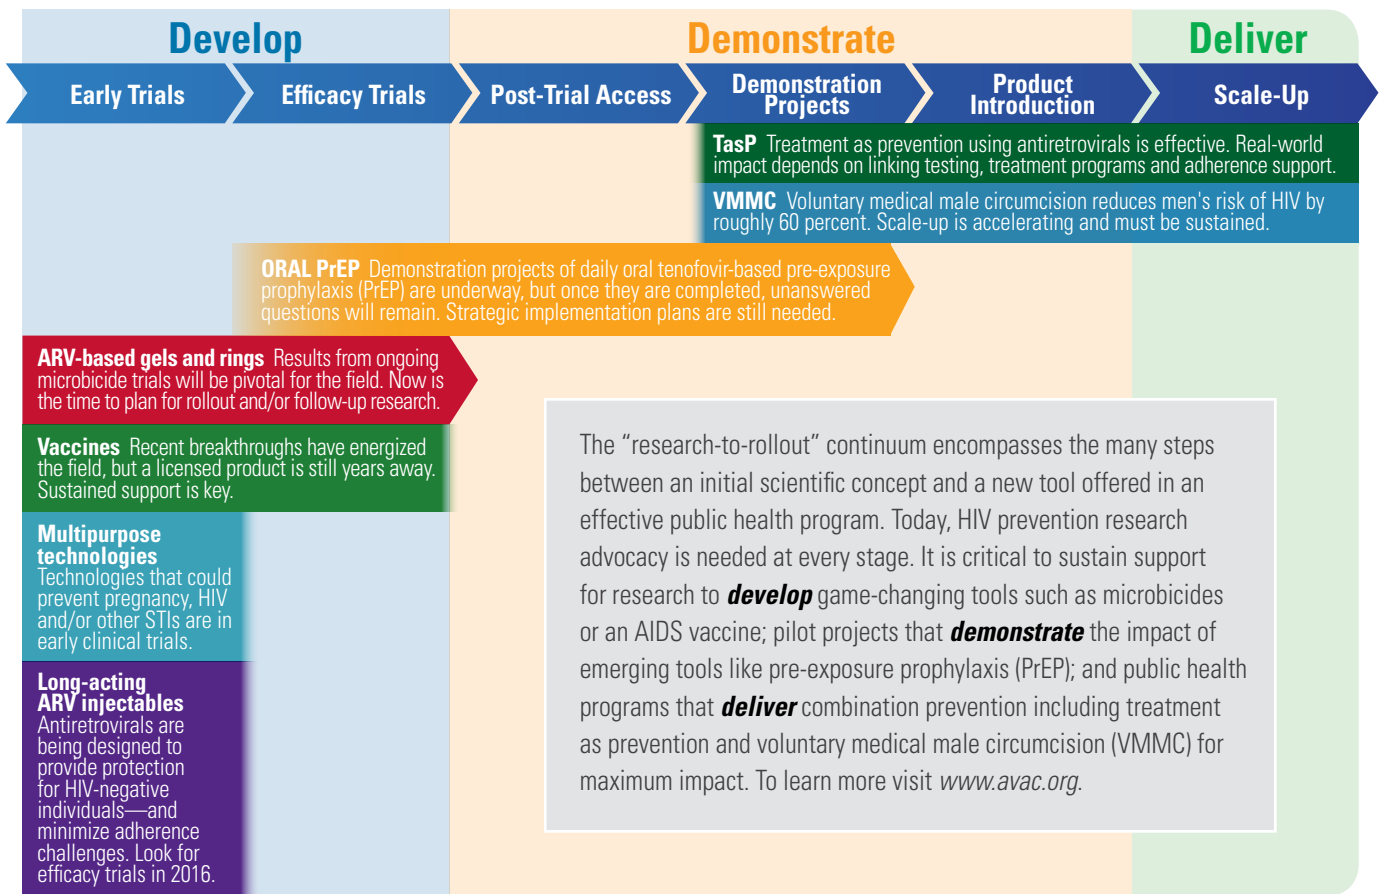 Develop
Demonstrate
Deliver
Early Trials
Efficacy Trials
Post-Trial Access
Demonstration
Projects
Product
Introduction
Scale-Up
TasP Treatment as prevention using antiretrovirals is effective. Real-world
impact depends on linking testing, treatment programs and adherence support.
VMMC Voluntary medical male circumcision reduces men's risk of HIV by
roughly 60 percent. Scale-up is accelerating and must be sustained.
ORAL PrEP Demonstration projects of daily oral tenofovir-based pre-exposure
prophylaxis (PrEP) are underway, but once they are completed, unanswered
questions will remain. Strategic implementation plans are still needed.
ARV-based gels and rings Results from ongoing
microbicide trials will be pivotal for the field. Now is
the time to plan for rollout and/or follow-up research.
Vaccines Recent breakthroughs have energized
the field, but a licensed product is still years away.
Sustained support is key.
Multipurpose
technologies
Technologies that could
prevent pregnancy, HIV
and/or other STIs are in
early clinical trials.
Long-acting
ARV injectables
Antiretrovirals are
being designed to
provide protection
for HIV-negative
individuals—and
minimize adherence
challenges. Look for
efficacy trials in 2016.
The “research-to-rollout” continuum encompasses the many steps
between an initial scientific concept and a new tool offered in an
effective public health program. Today, HIV prevention research
advocacy is needed at every stage. It is critical to sustain support
for research to develop game-changing tools such as microbicides
or an AIDS vaccine; pilot projects that demonstrate the impact of
emerging tools like pre-exposure prophylaxis (PrEP); and public health
programs that deliver combination prevention including treatment
as prevention and voluntary medical male circumcision (VMMC) for
maximum impact. To learn more visit www.avac.org.